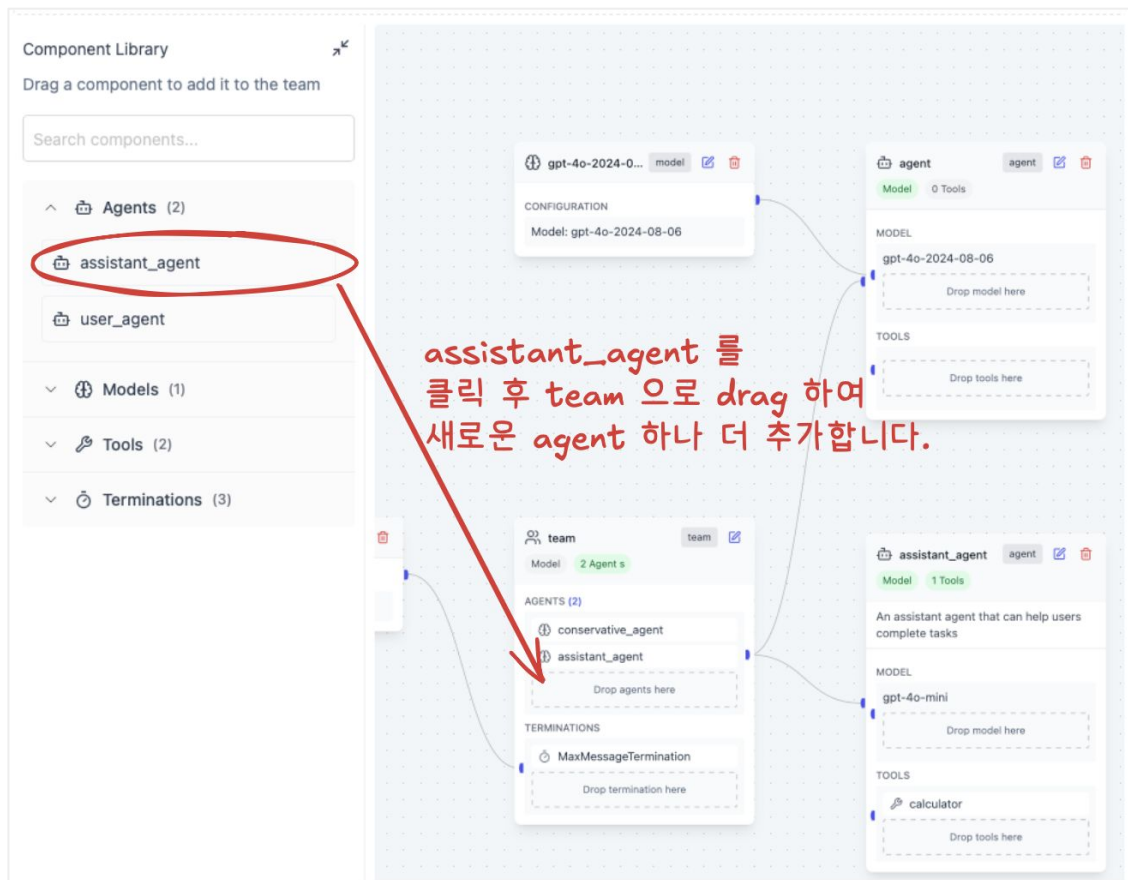 Component Library
Drag a component to add it to the team
Search components...
Agents (2)
assistant_agent
user_agent
Models (1)
Tools (2)
Terminations (3)
assistant_agent 를
클릭 후 team 으로 drag 하여
새로운 agent 하나 더 추가합니다.
gpt-4o-2024-0... model
CONFIGURATION
Model: gpt-4o-2024-08-06
agent agent
Model 0 Tools
MODEL
gpt-4o-2024-08-06
Drop model here
TOOLS
Drop tools here
team team
Model 2 Agent s
AGENTS (2)
conservative_agent
assistant_agent
Drop agents here
TERMINATIONS
MaxMessageTermination
Drop termination here
assistant_agent agent
Model 1 Tools
An assistant agent that can help users
complete tasks
MODEL
gpt-4o-mini
Drop model here
TOOLS
calculator
Drop tools here